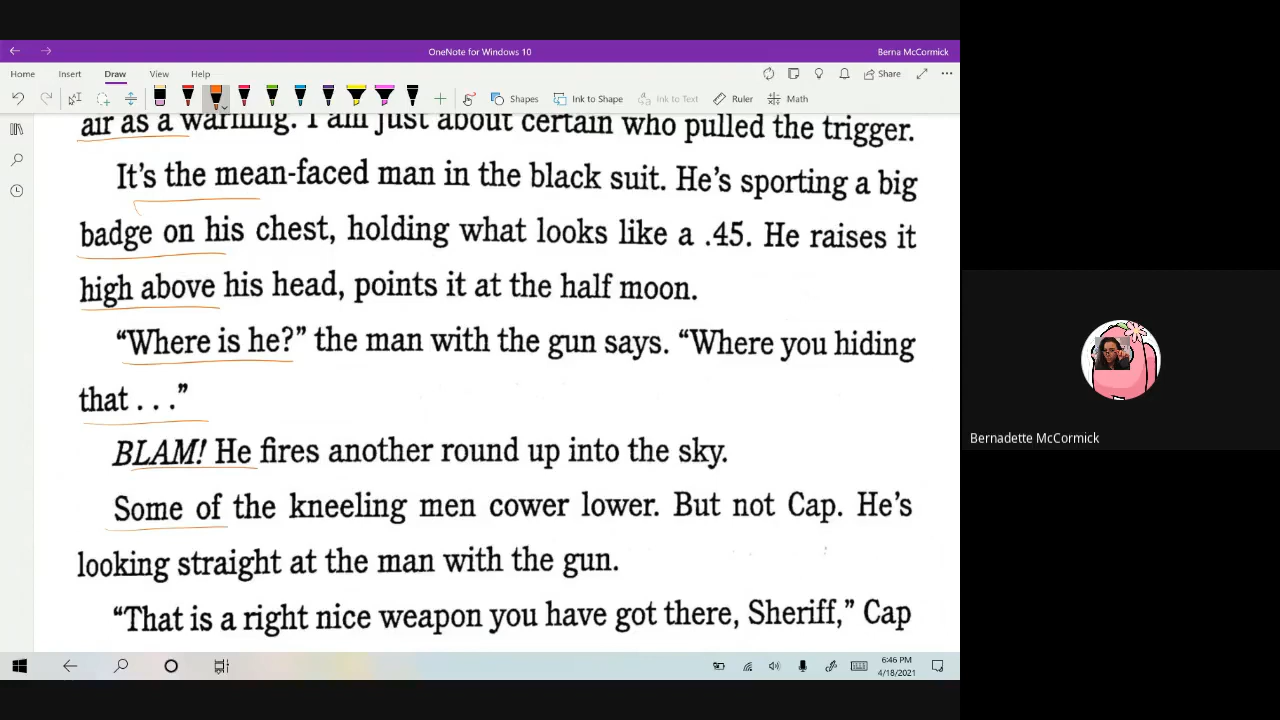 OneNote for Windows 10
Berna McCormick
Home Insert Draw View Help
Share
Shapes Ink to Shape Ink to Text Ruler Math
air as a warning. I am just about certain who pulled the trigger.
It's the mean-faced man in the black suit. He's sporting a big
badge on his chest, holding what looks like a .45. He raises it
high above his head, points it at the half moon.
“Where is he?” the man with the gun says. “Where you hiding
that . . .”
BLAM! He fires another round up into the sky.
Some of the kneeling men cower lower. But not Cap. He's
looking straight at the man with the gun.
“That is a right nice weapon you have got there, Sheriff,” Cap
Bernadette McCormick
6:46 PM
4/18/2021